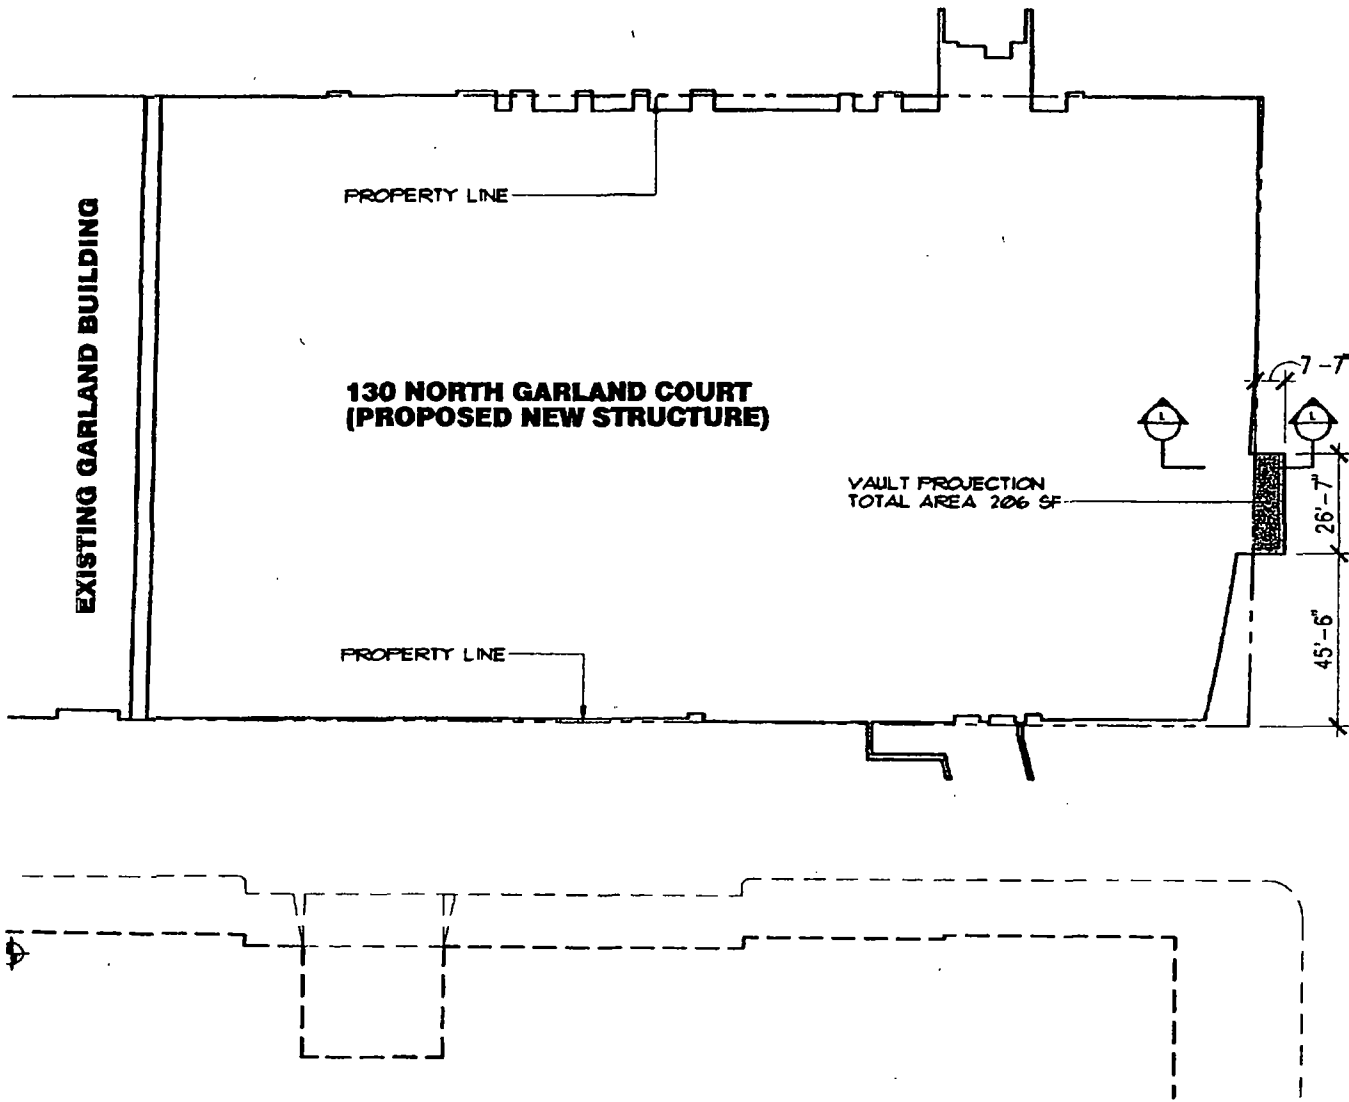 PROPERTY LINE
EXISTING GARLAND BUILDING
130 NORTH GARLAND COURT
(PROPOSED NEW STRUCTURE)
7-7"
L
L
VAULT PROJECTION
TOTAL AREA 206 SF
26'-7"
45'-6"
PROPERTY LINE